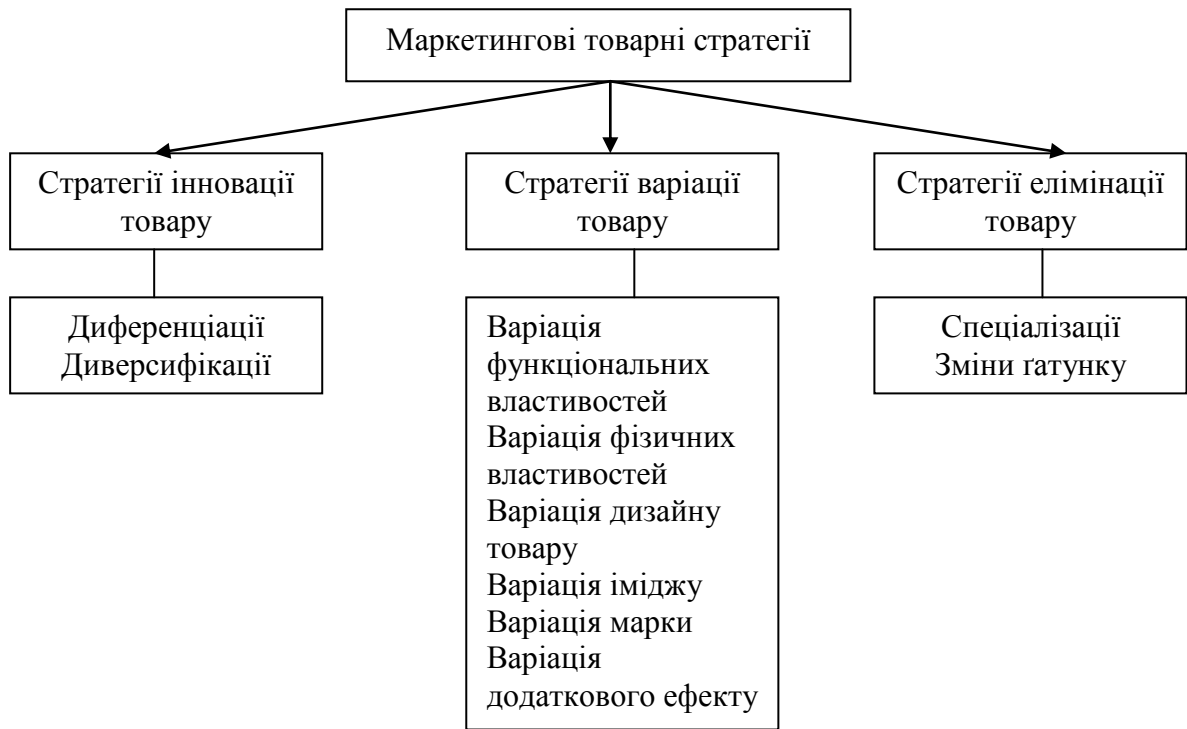 Маркетингові товарні стратегії
Стратегії інновації
товару
Стратегії варіації
товару
Стратегії елімінації
товару
Диференціації
Диверсифікації
Варіація
функціональних
властивостей
Варіація фізичних
властивостей
Варіація дизайну
товару
Варіація іміджу
Варіація марки
Варіація
додаткового ефекту
Спеціалізації
Зміни ґатунку